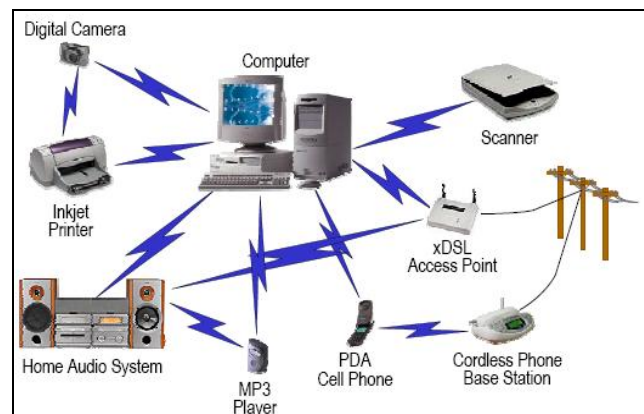 Digital Camera
Computer
Scanner
Inkjet
Printer
xDSL
Access Point
Home Audio System
MP3
Player
PDA
Cell Phone
Cordless Phone
Base Station